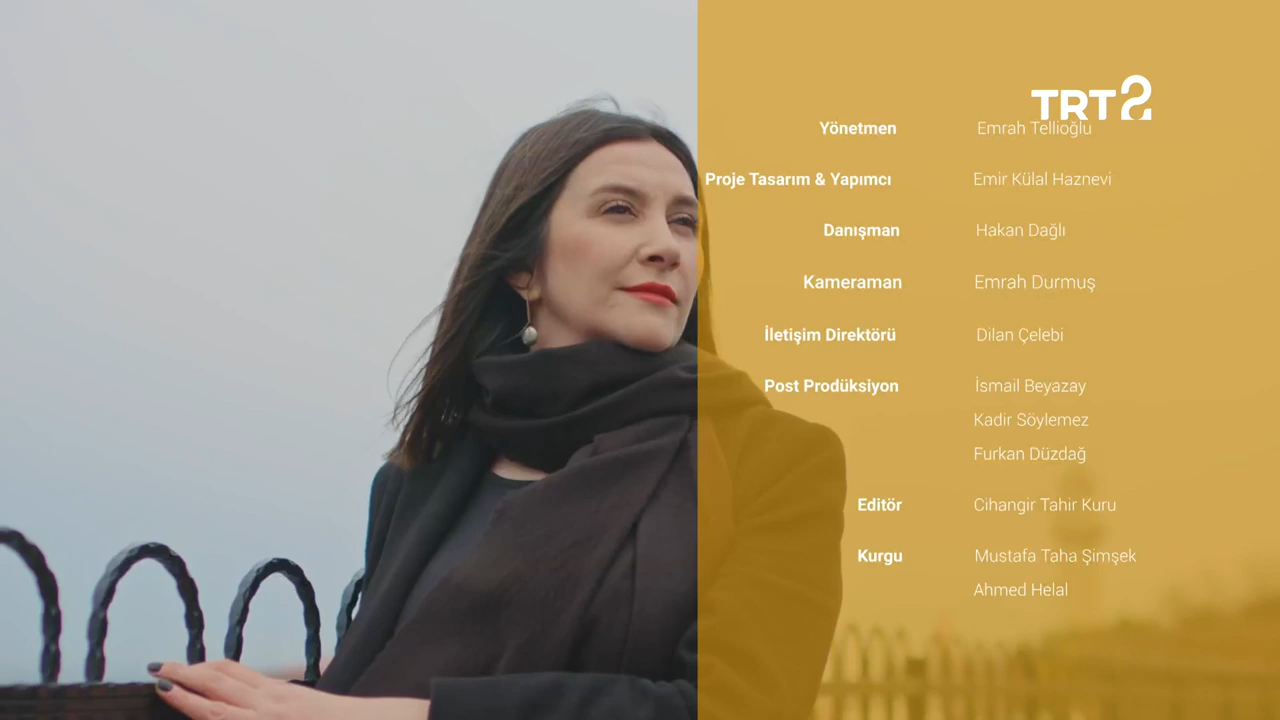 TRT2
Yönetmen Emrah Tellioğlu
Proje Tasarım & Yapımcı Emir Külal Haznevi
Danışman Hakan Dağlı
Kameraman Emrah Durmuş
İletişim Direktörü Dilan Çelebi
Post Prodüksiyon İsmail Beyazay
Kadir Söylemez
Furkan Düzdağ
Editör Cihangir Tahir Kuru
Kurgu Mustafa Taha Şimşek
Ahmed Helal